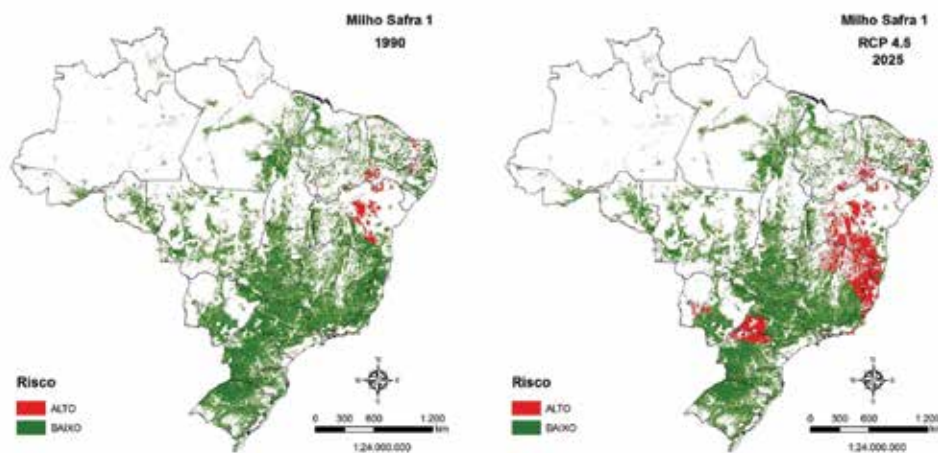 Milho Safra 1
1990
Risco
ALTO
BAIXO
N
0 300 600 1.200
km
1:24.000.000
Milho Safra 1
RCP 4.5
2025
Risco
ALTO
BAIXO
N
0 300 600 1.200
km
1:24.000.000